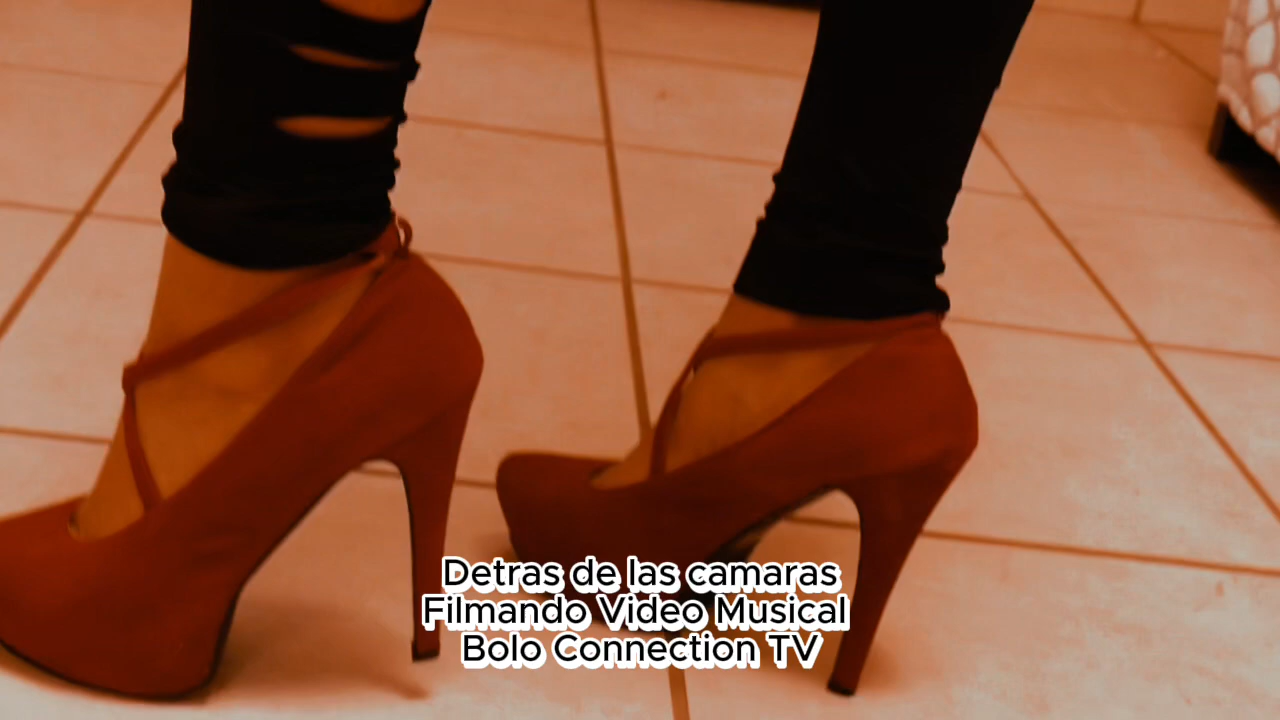 Detras de las camaras
Filmando Video Musical
Bolo Connection TV